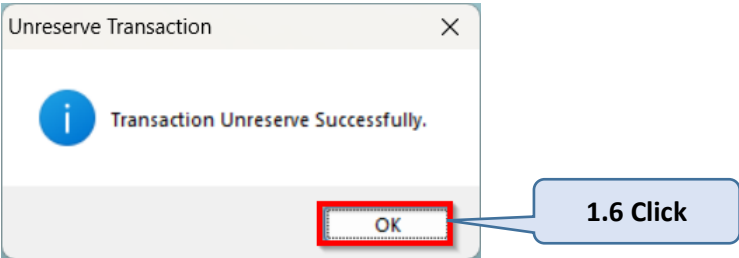 Unreserve Transaction
Transaction Unreserve Successfully.
OK
1.6 Click